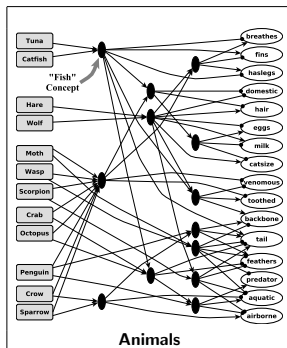 Tuna
Catfish
"Fish"
Concept
Hare
Wolf
Moth
Wasp
Scorpion
Crab
Octopus
Penguin
Crow
Sparrow
breathes
fins
haslegs
domestic
hair
eggs
milk
catsize
venomous
toothed
backbone
tail
feathers
predator
aquatic
airborne
Animals